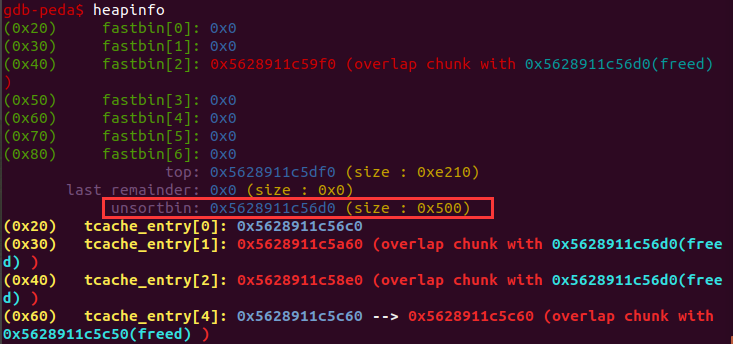 gdb-peda$ heapinfo
(0x20)     fastbin[0]: 0x0
(0x30)     fastbin[1]: 0x0
(0x40)     fastbin[2]: 0x5628911c59f0 (overlap chunk with 0x5628911c56d0(freed)
)
(0x50)     fastbin[3]: 0x0
(0x60)     fastbin[4]: 0x0
(0x70)     fastbin[5]: 0x0
(0x80)     fastbin[6]: 0x0
top: 0x5628911c5df0 (size : 0xe210)
last_remainder: 0x0 (size : 0x0)
unsortbin: 0x5628911c56d0 (size : 0x500)
(0x20)   tcache_entry[0]: 0x5628911c56c0
(0x30)   tcache_entry[1]: 0x5628911c5a60 (overlap chunk with 0x5628911c56d0(free
d) )
(0x40)   tcache_entry[2]: 0x5628911c58e0 (overlap chunk with 0x5628911c56d0(free
d) )
(0x60)   tcache_entry[4]: 0x5628911c5c60 --> 0x5628911c5c60 (overlap chunk with
0x5628911c5c50(freed) )